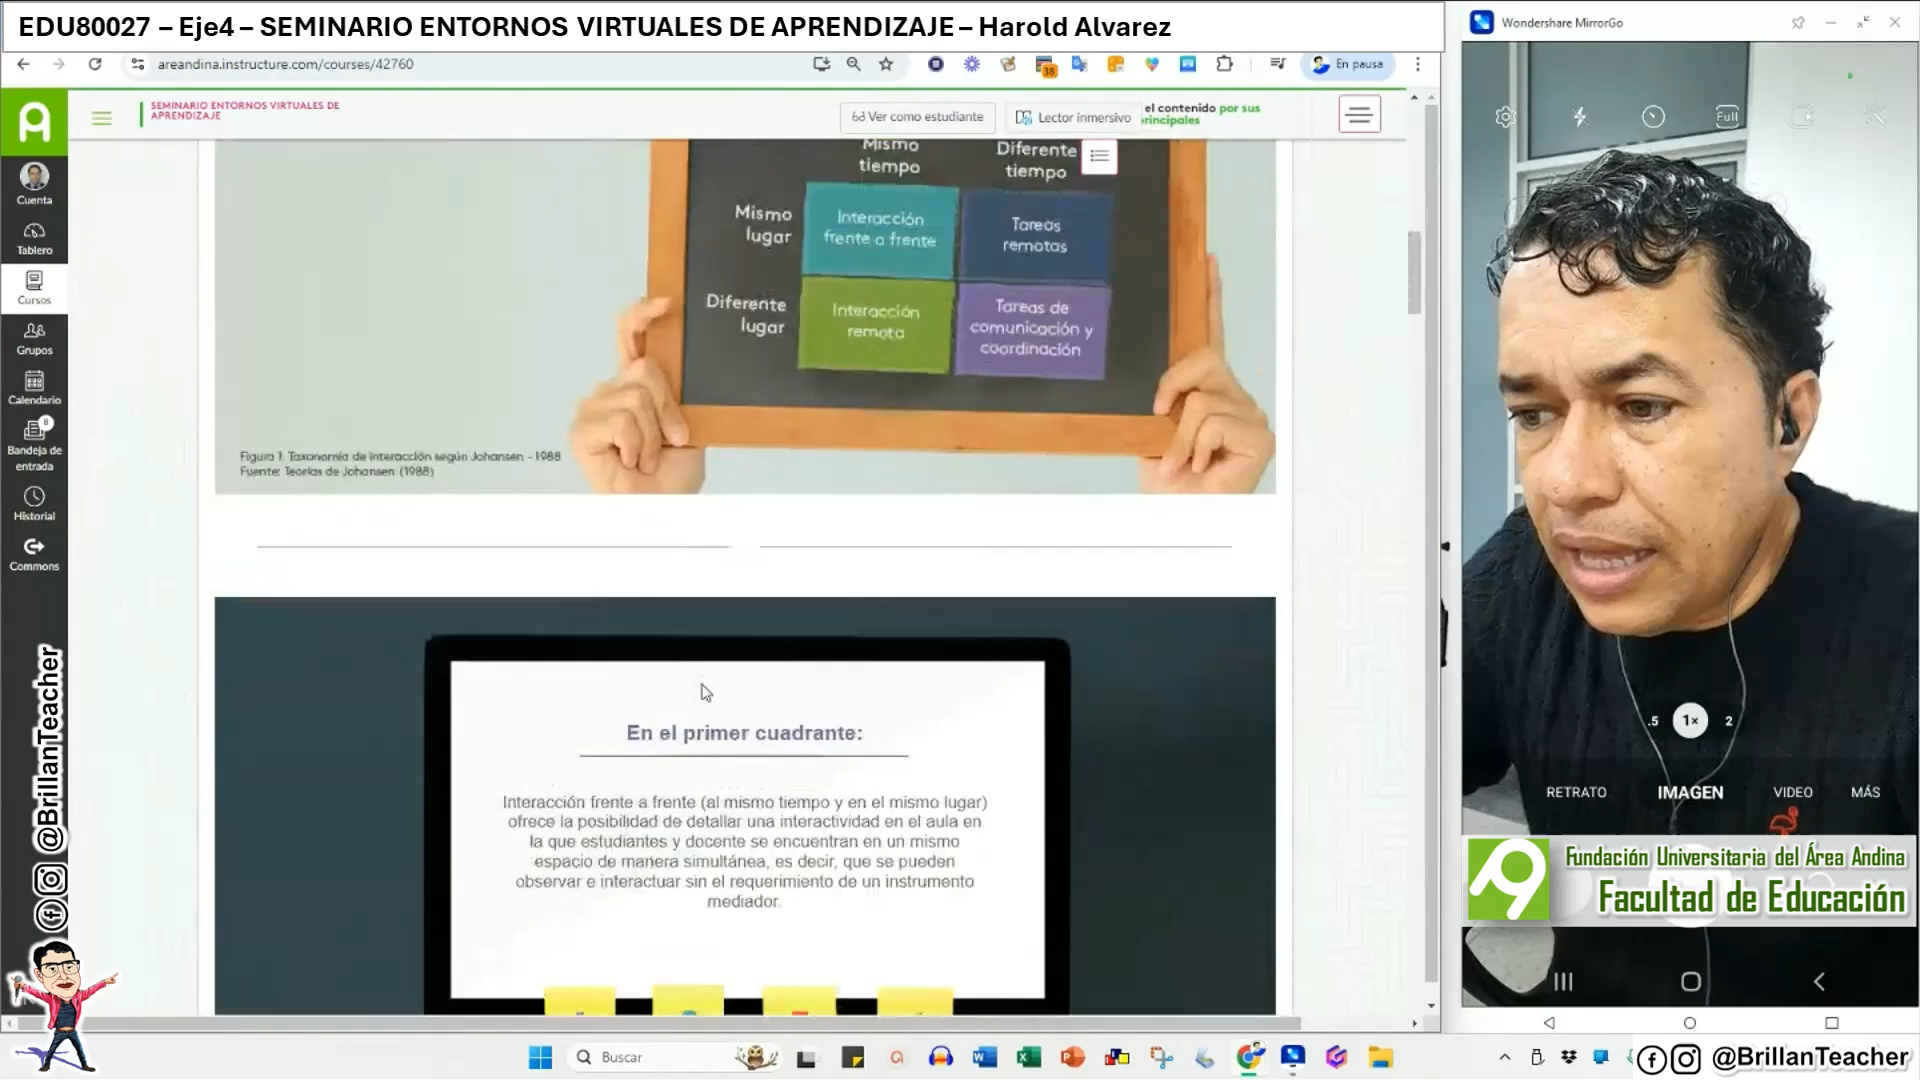 EDU80027 – Eje4 – SEMINARIO ENTORNOS VIRTUALES DE APRENDIZAJE – Harold Alvarez
areandina.instructure.com/courses/42760
38
En pausa
SEMINARIO ENTORNOS VIRTUALES DE
APRENDIZAJE
Ver como estudiante
Lector inmersivo
el contenido por sus
principales
Cuenta
Tablero
Cursos
Grupos
Calendario
8
Bandeja de
entrada
Historial
Commons
Mismo
tiempo
Diferente
tiempo
Mismo
lugar
Interacción
frente a frente
Tareas
remotas
Diferente
lugar
Interacción
remota
Tareas de
comunicación y
coordinación
Figura 1. Taxonomía de interacción según Johansen - 1988
Fuente: Teorías de Johansen (1988)
En el primer cuadrante:
Interacción frente a frente (al mismo tiempo y en el mismo lugar)
ofrece la posibilidad de detallar una interactividad en el aula en
la que estudiantes y docente se encuentran en un mismo
espacio de manera simultánea, es decir, que se pueden
observar e interactuar sin el requerimiento de un instrumento
mediador.
@BrillanTeacher
Buscar
Wondershare MirrorGo
Full
.5
1×
2
RETRATO
IMAGEN
VIDEO
MÁS
Fundación Universitaria del Área Andina
Facultad de Educación
@BrillanTeacher